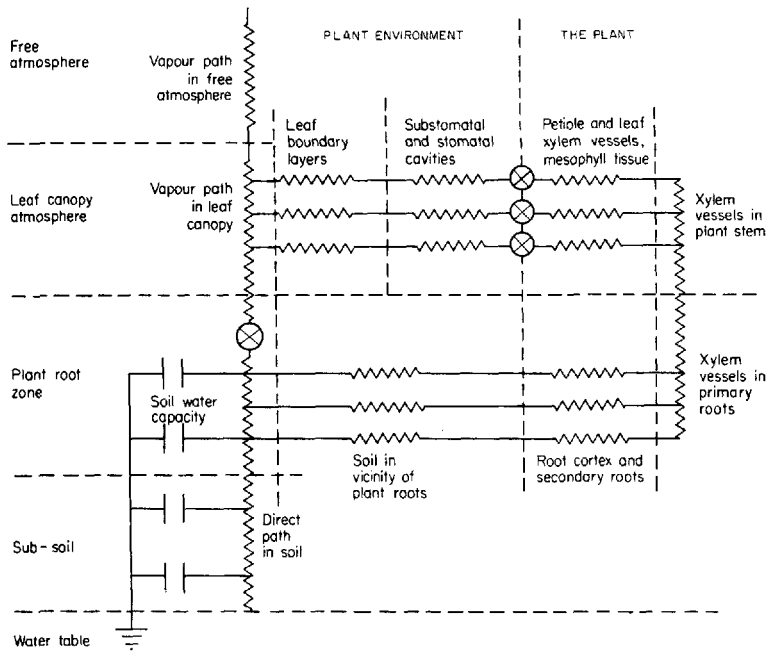 PLANT ENVIRONMENT
THE PLANT
Free
atmosphere
Vapour path
in free
atmosphere
Leaf
boundary
layers
Substomatal
and stomatal
cavities
Petiole and leaf
xylem vessels,
mesophyll tissue
Leaf canopy
atmosphere
Vapour path
in leaf
canopy
Xylem
vessels in
plant stem
Plant root
zone
Soil water
capacity
Xylem
vessels in
primary
roots
Soil in
vicinity of
plant roots
Root cortex and
secondary roots
Sub-soil
Direct
path
in soil
Water table